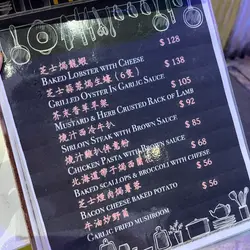 芝士焗龍蝦
Baked Lobster with Cheese
$ 128
芝士蒜蓉焗生蠔 (6隻)
Grilled Oyster In Garlic Sauce
$ 138
芥末香草羊鞍
Mustard & Herb Crusted Rack of Lamb
$ 105
燒汁西冷牛扒
Sirloin Steak with Brown Sauce
$ 92
燒汁雞扒伴意粉
Chicken Pasta with Brown sauce
$ 85
北海道帶子焗西蘭花
Baked scallops & broccoli with cheese
$ 68
芝士煙肉焗薯
Bacon cheese baked potato
$ 56
牛油炒野菌
Garlic fried mushroom
$ 56